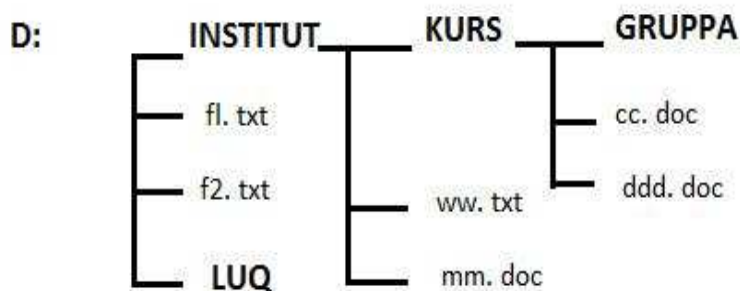 D: INSTITUT KURS GRUPPA
fl. txt cc. doc
f2. txt ww. txt ddd. doc
LUQ mm. doc